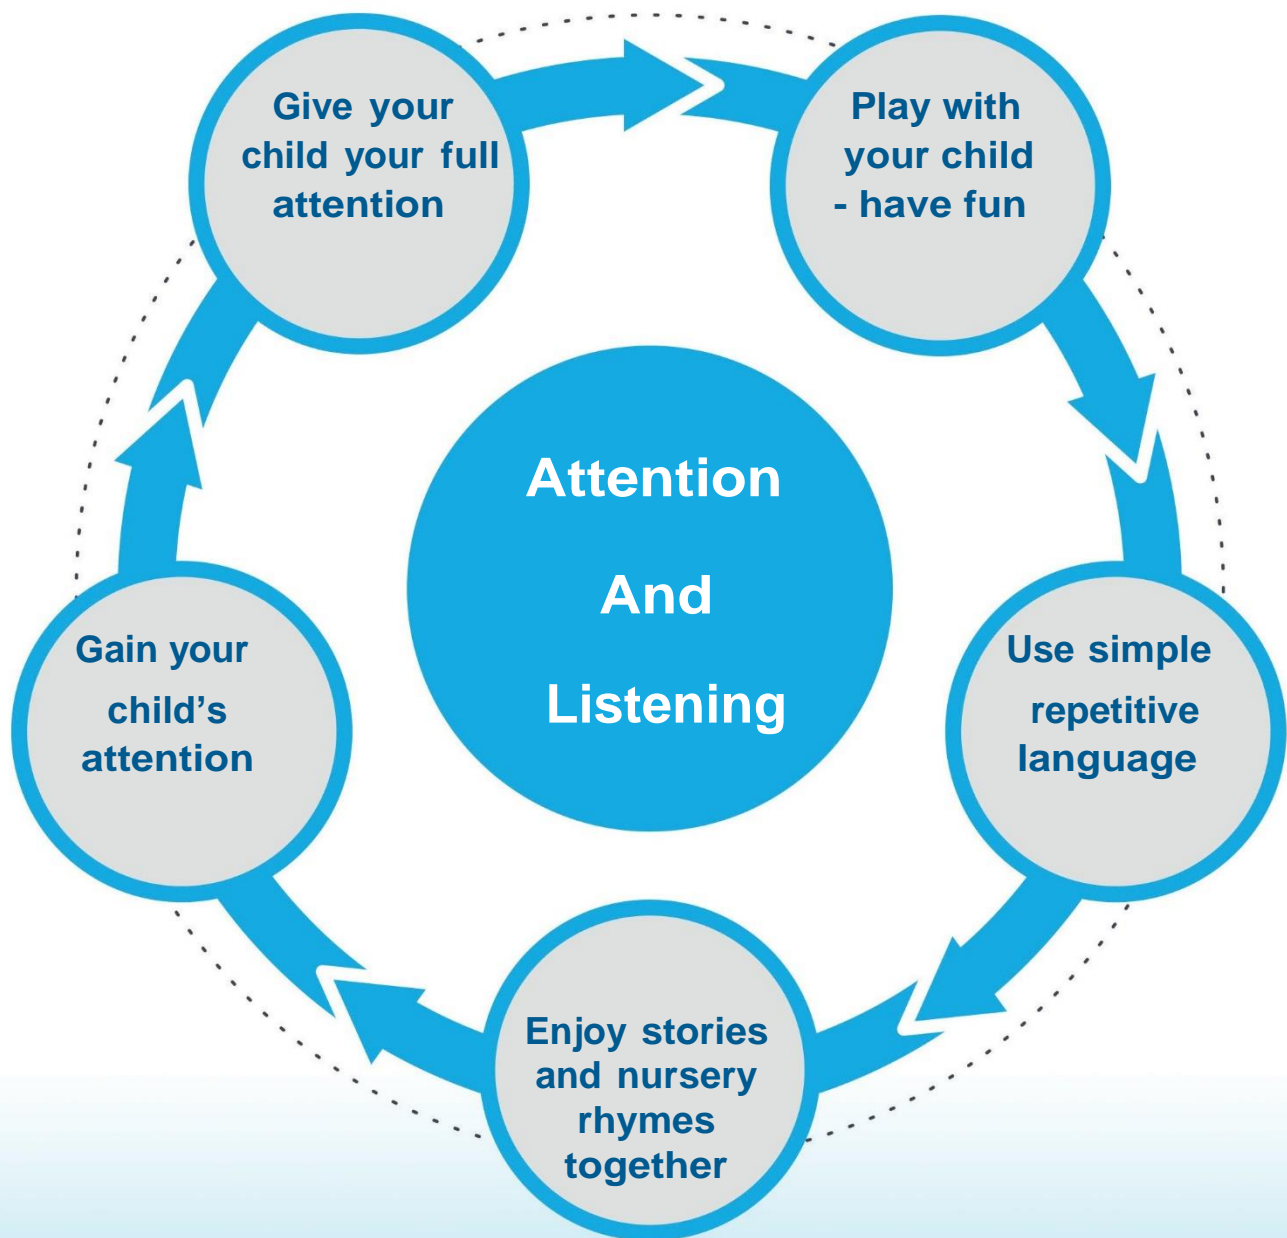 Give your
child your full
attention
Play with
your child
- have fun
Attention
And
Listening
Gain your
child’s
attention
Use simple
repetitive
language
Enjoy stories
and nursery
rhymes
together